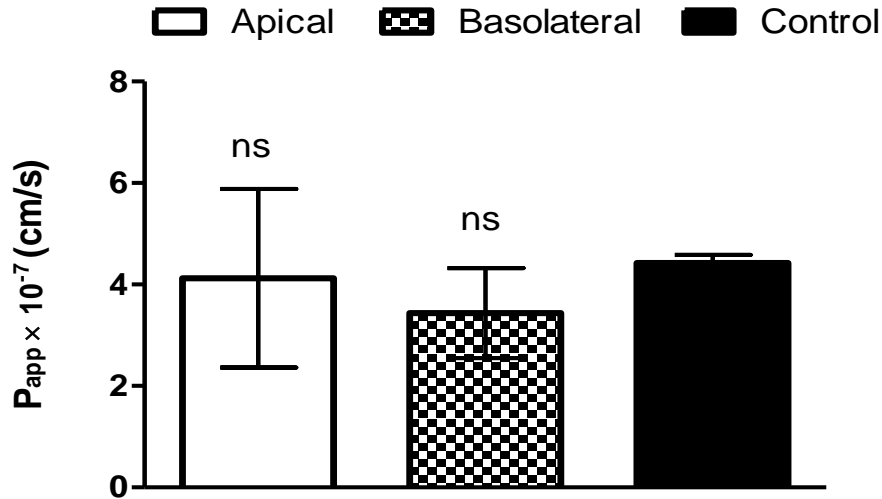 Apical Basolateral Control
8
6
4
2
0
Papp × 10⁻⁷ (cm/s)
ns
ns